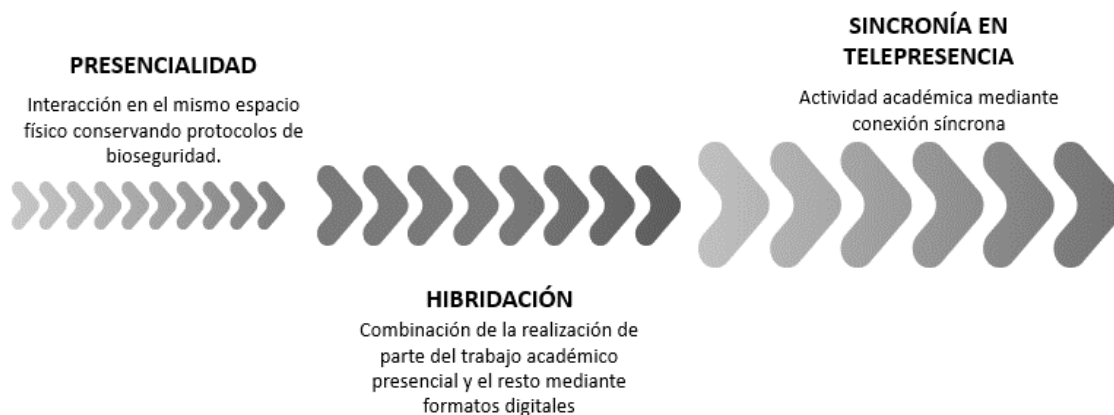 PRESENCIALIDAD
Interacción en el mismo espacio
físico conservando protocolos de
bioseguridad.
HIBRIDACIÓN
Combinación de la realización de
parte del trabajo académico
presencial y el resto mediante
formatos digitales
SINCRONÍA EN
TELEPRESENCIA
Actividad académica mediante
conexión síncrona